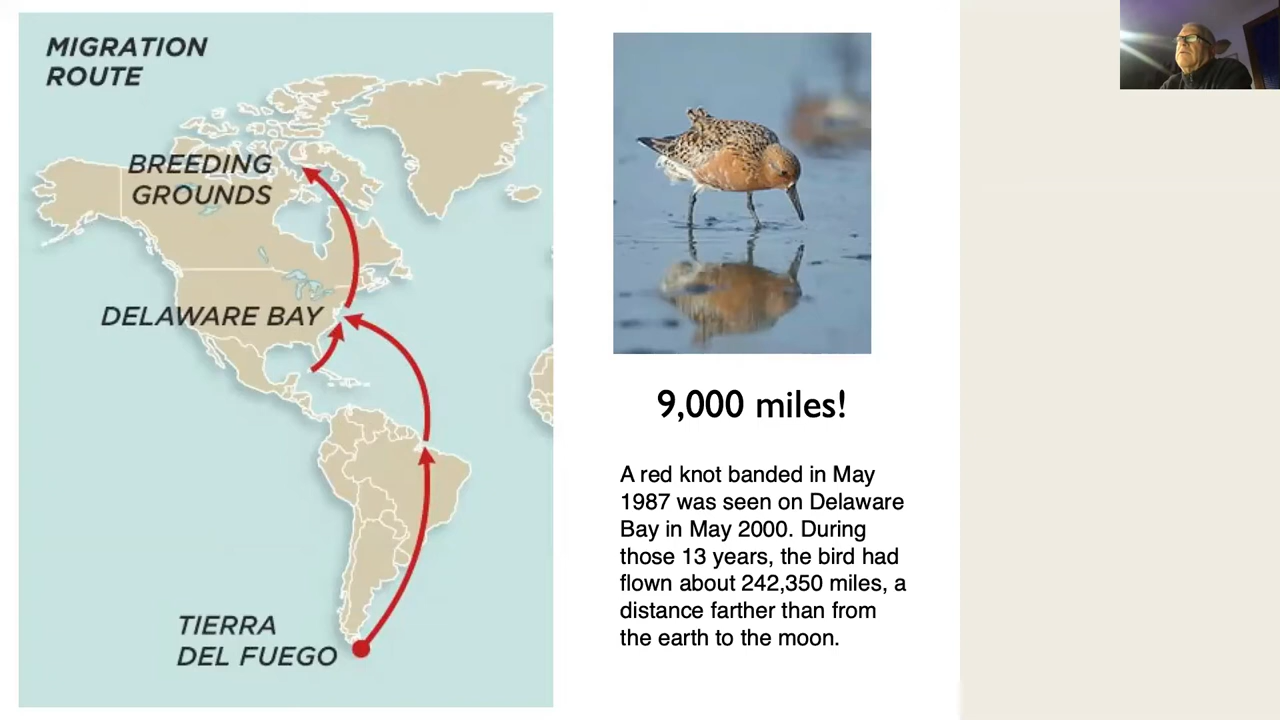 MIGRATION
ROUTE
BREEDING
GROUNDS
DELAWARE BAY
TIERRA
DEL FUEGO
9,000 miles!
A red knot banded in May
1987 was seen on Delaware
Bay in May 2000. During
those 13 years, the bird had
flown about 242,350 miles, a
distance farther than from
the earth to the moon.